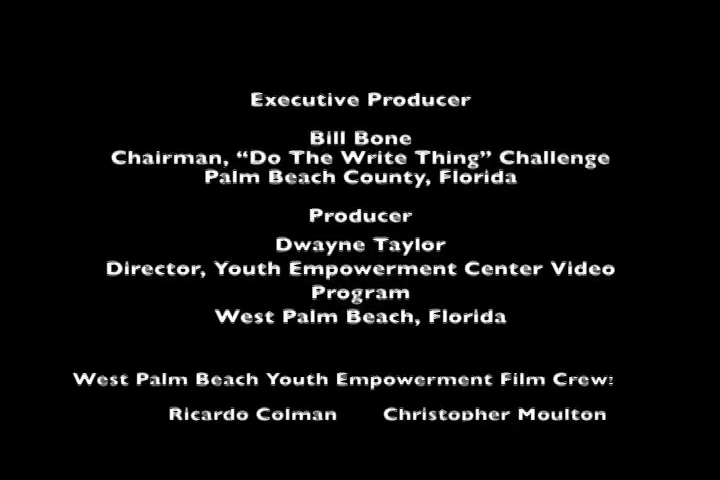 Executive Producer
Bill Bone
Chairman, “Do The Write Thing” Challenge
Palm Beach County, Florida
Producer
Dwayne Taylor
Director, Youth Empowerment Center Video
Program
West Palm Beach, Florida
West Palm Beach Youth Empowerment Film Crew:
Ricardo Colman Christopher Moulton